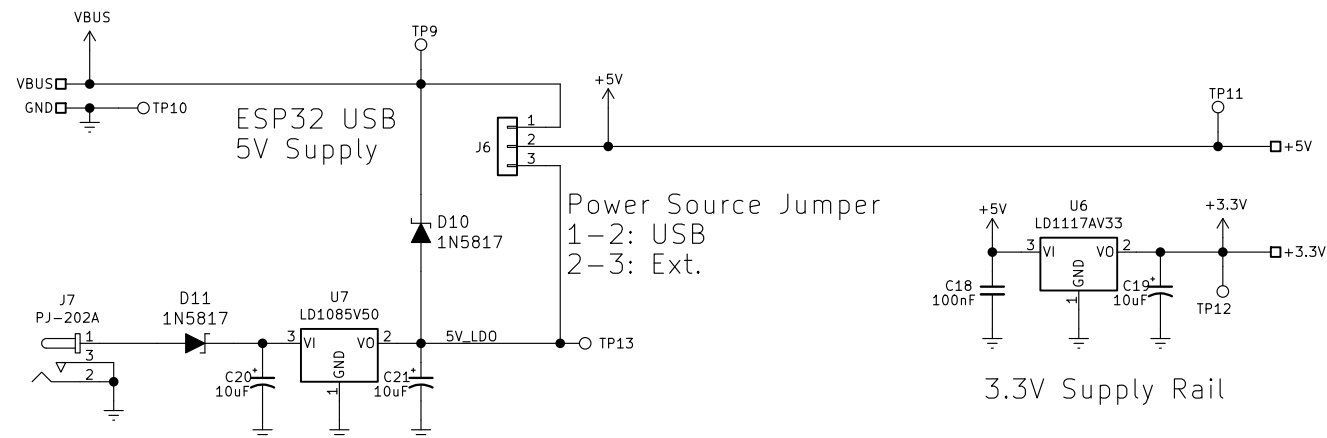 VBUS
TP9
VBUS
GND
TP10
ESP32 USB
5V Supply
+5V
TP11
J6
1
2
3
+5V
Power Source Jumper
1-2: USB
2-3: Ext.
D10
1N5817
U6
LD1117AV33
+5V
+3.3V
3
VI
VO
2
GND
1
+3.3V
C18
100nF
C19
+
10uF
TP12
J7
PJ-202A
1
3
2
D11
1N5817
U7
LD1085V50
3
VI
VO
2
GND
1
5V_LDO
TP13
C20
+
10uF
C21
+
10uF
3.3V Supply Rail